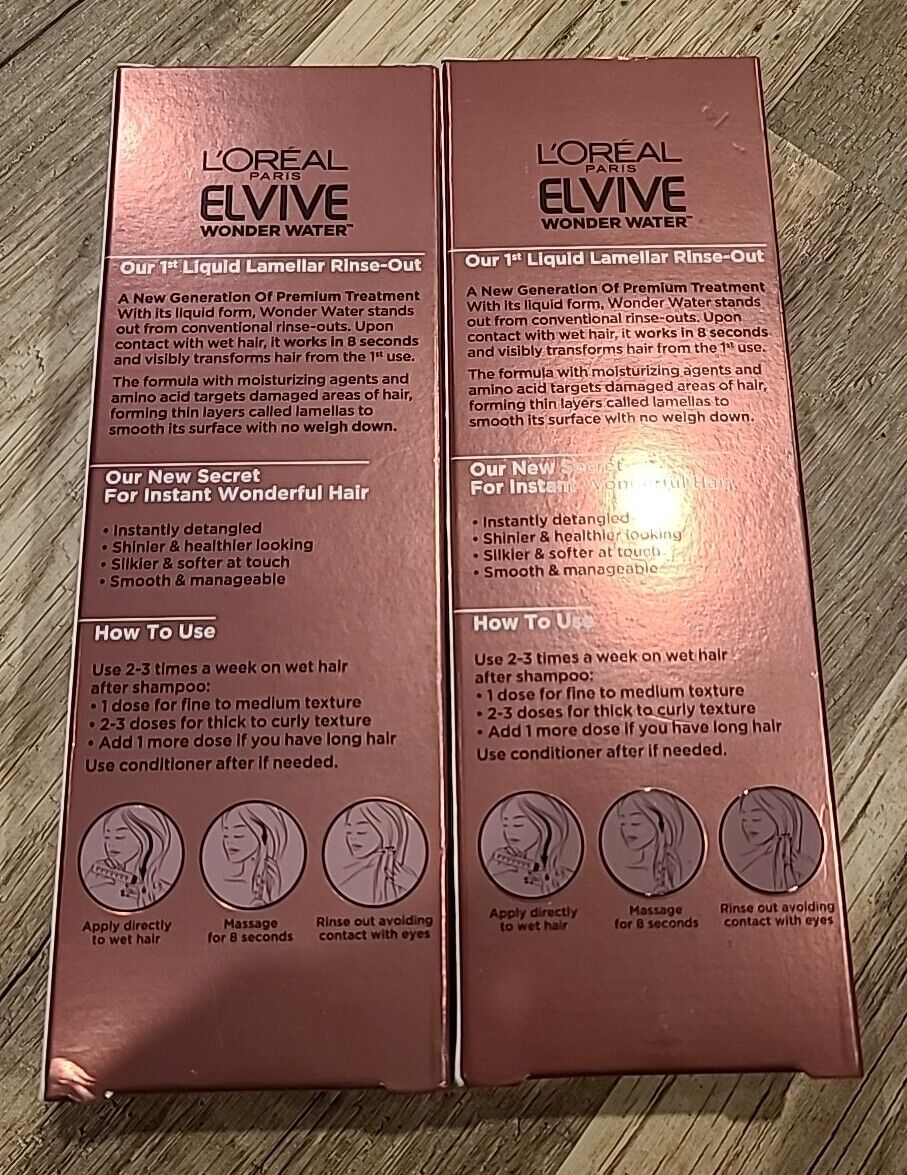 L'ORÉAL
PARIS
ELVIVE
WONDER WATER™
Our 1st Liquid Lamellar Rinse-Out
A New Generation Of Premium Treatment
With its liquid form, Wonder Water stands
out from conventional rinse-outs. Upon
contact with wet hair, it works in 8 seconds
and visibly transforms hair from the 1st use.
The formula with moisturizing agents and
amino acid targets damaged areas of hair,
forming thin layers called lamellas to
smooth its surface with no weigh down.
Our New Secret
For Instant Wonderful Hair
• Instantly detangled
• Shinier & healthier looking
• Silkier & softer at touch
• Smooth & manageable
How To Use
Use 2-3 times a week on wet hair
after shampoo:
• 1 dose for fine to medium texture
• 2-3 doses for thick to curly texture
• Add 1 more dose if you have long hair
Use conditioner after if needed.
Apply directly
to wet hair
Massage
for 8 seconds
Rinse out avoiding
contact with eyes
L'ORÉAL
PARIS
ELVIVE
WONDER WATER™
Our 1st Liquid Lamellar Rinse-Out
A New Generation Of Premium Treatment
With its liquid form, Wonder Water stands
out from conventional rinse-outs. Upon
contact with wet hair, it works in 8 seconds
and visibly transforms hair from the 1st use.
The formula with moisturizing agents and
amino acid targets damaged areas of hair,
forming thin layers called lamellas to
smooth its surface with no weigh down.
Our New Secret
For Instant Wonderful Hair
• Instantly detangled
• Shinier & healthier looking
• Silkier & softer at touch
• Smooth & manageable
How To Use
Use 2-3 times a week on wet hair
after shampoo:
• 1 dose for fine to medium texture
• 2-3 doses for thick to curly texture
• Add 1 more dose if you have long hair
Use conditioner after if needed.
Apply directly
to wet hair
Massage
for 8 seconds
Rinse out avoiding
contact with eyes